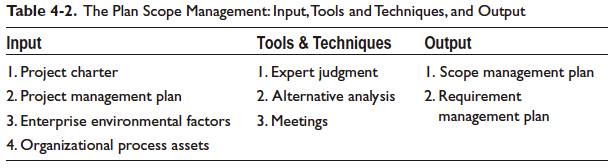 Table 4-2. The Plan Scope Management: Input, Tools and Techniques, and Output
Input Tools & Techniques Output
1. Project charter 1. Expert judgment 1. Scope management plan
2. Project management plan 2. Alternative analysis 2. Requirement
3. Enterprise environmental factors 3. Meetings management plan
4. Organizational process assets